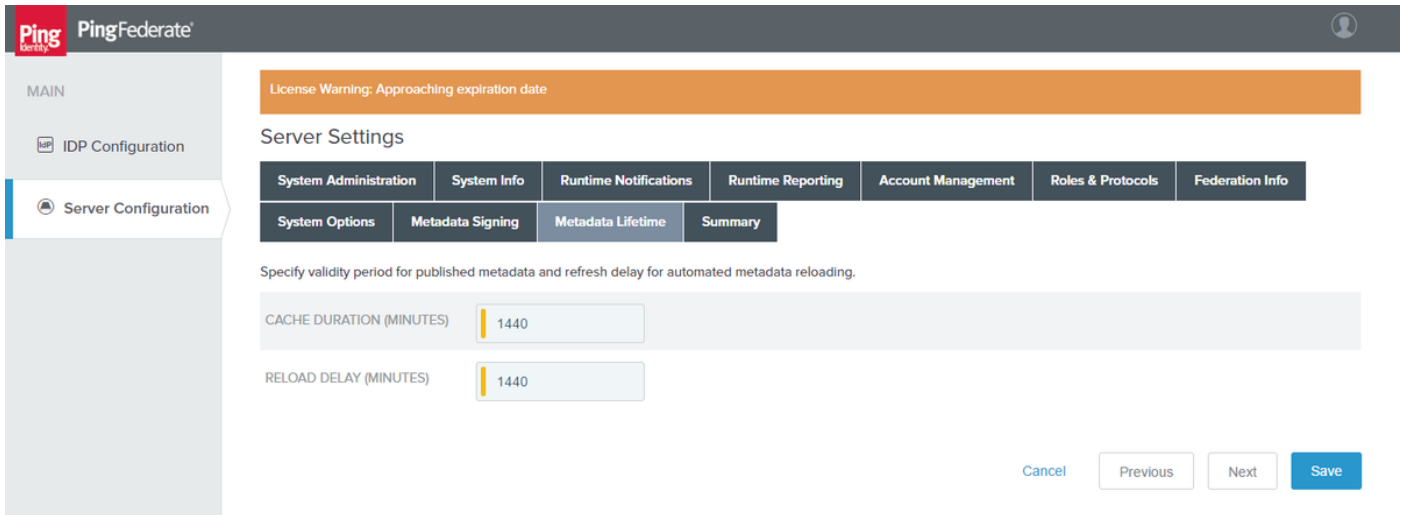 Ping
Identity.
PingFederate®
MAIN
License Warning: Approaching expiration date
IdP IDP Configuration
Server Configuration
Server Settings
System Administration System Info Runtime Notifications Runtime Reporting Account Management Roles & Protocols Federation Info
System Options Metadata Signing Metadata Lifetime Summary
Specify validity period for published metadata and refresh delay for automated metadata reloading.
CACHE DURATION (MINUTES) 1440
RELOAD DELAY (MINUTES) 1440
Cancel Previous Next Save